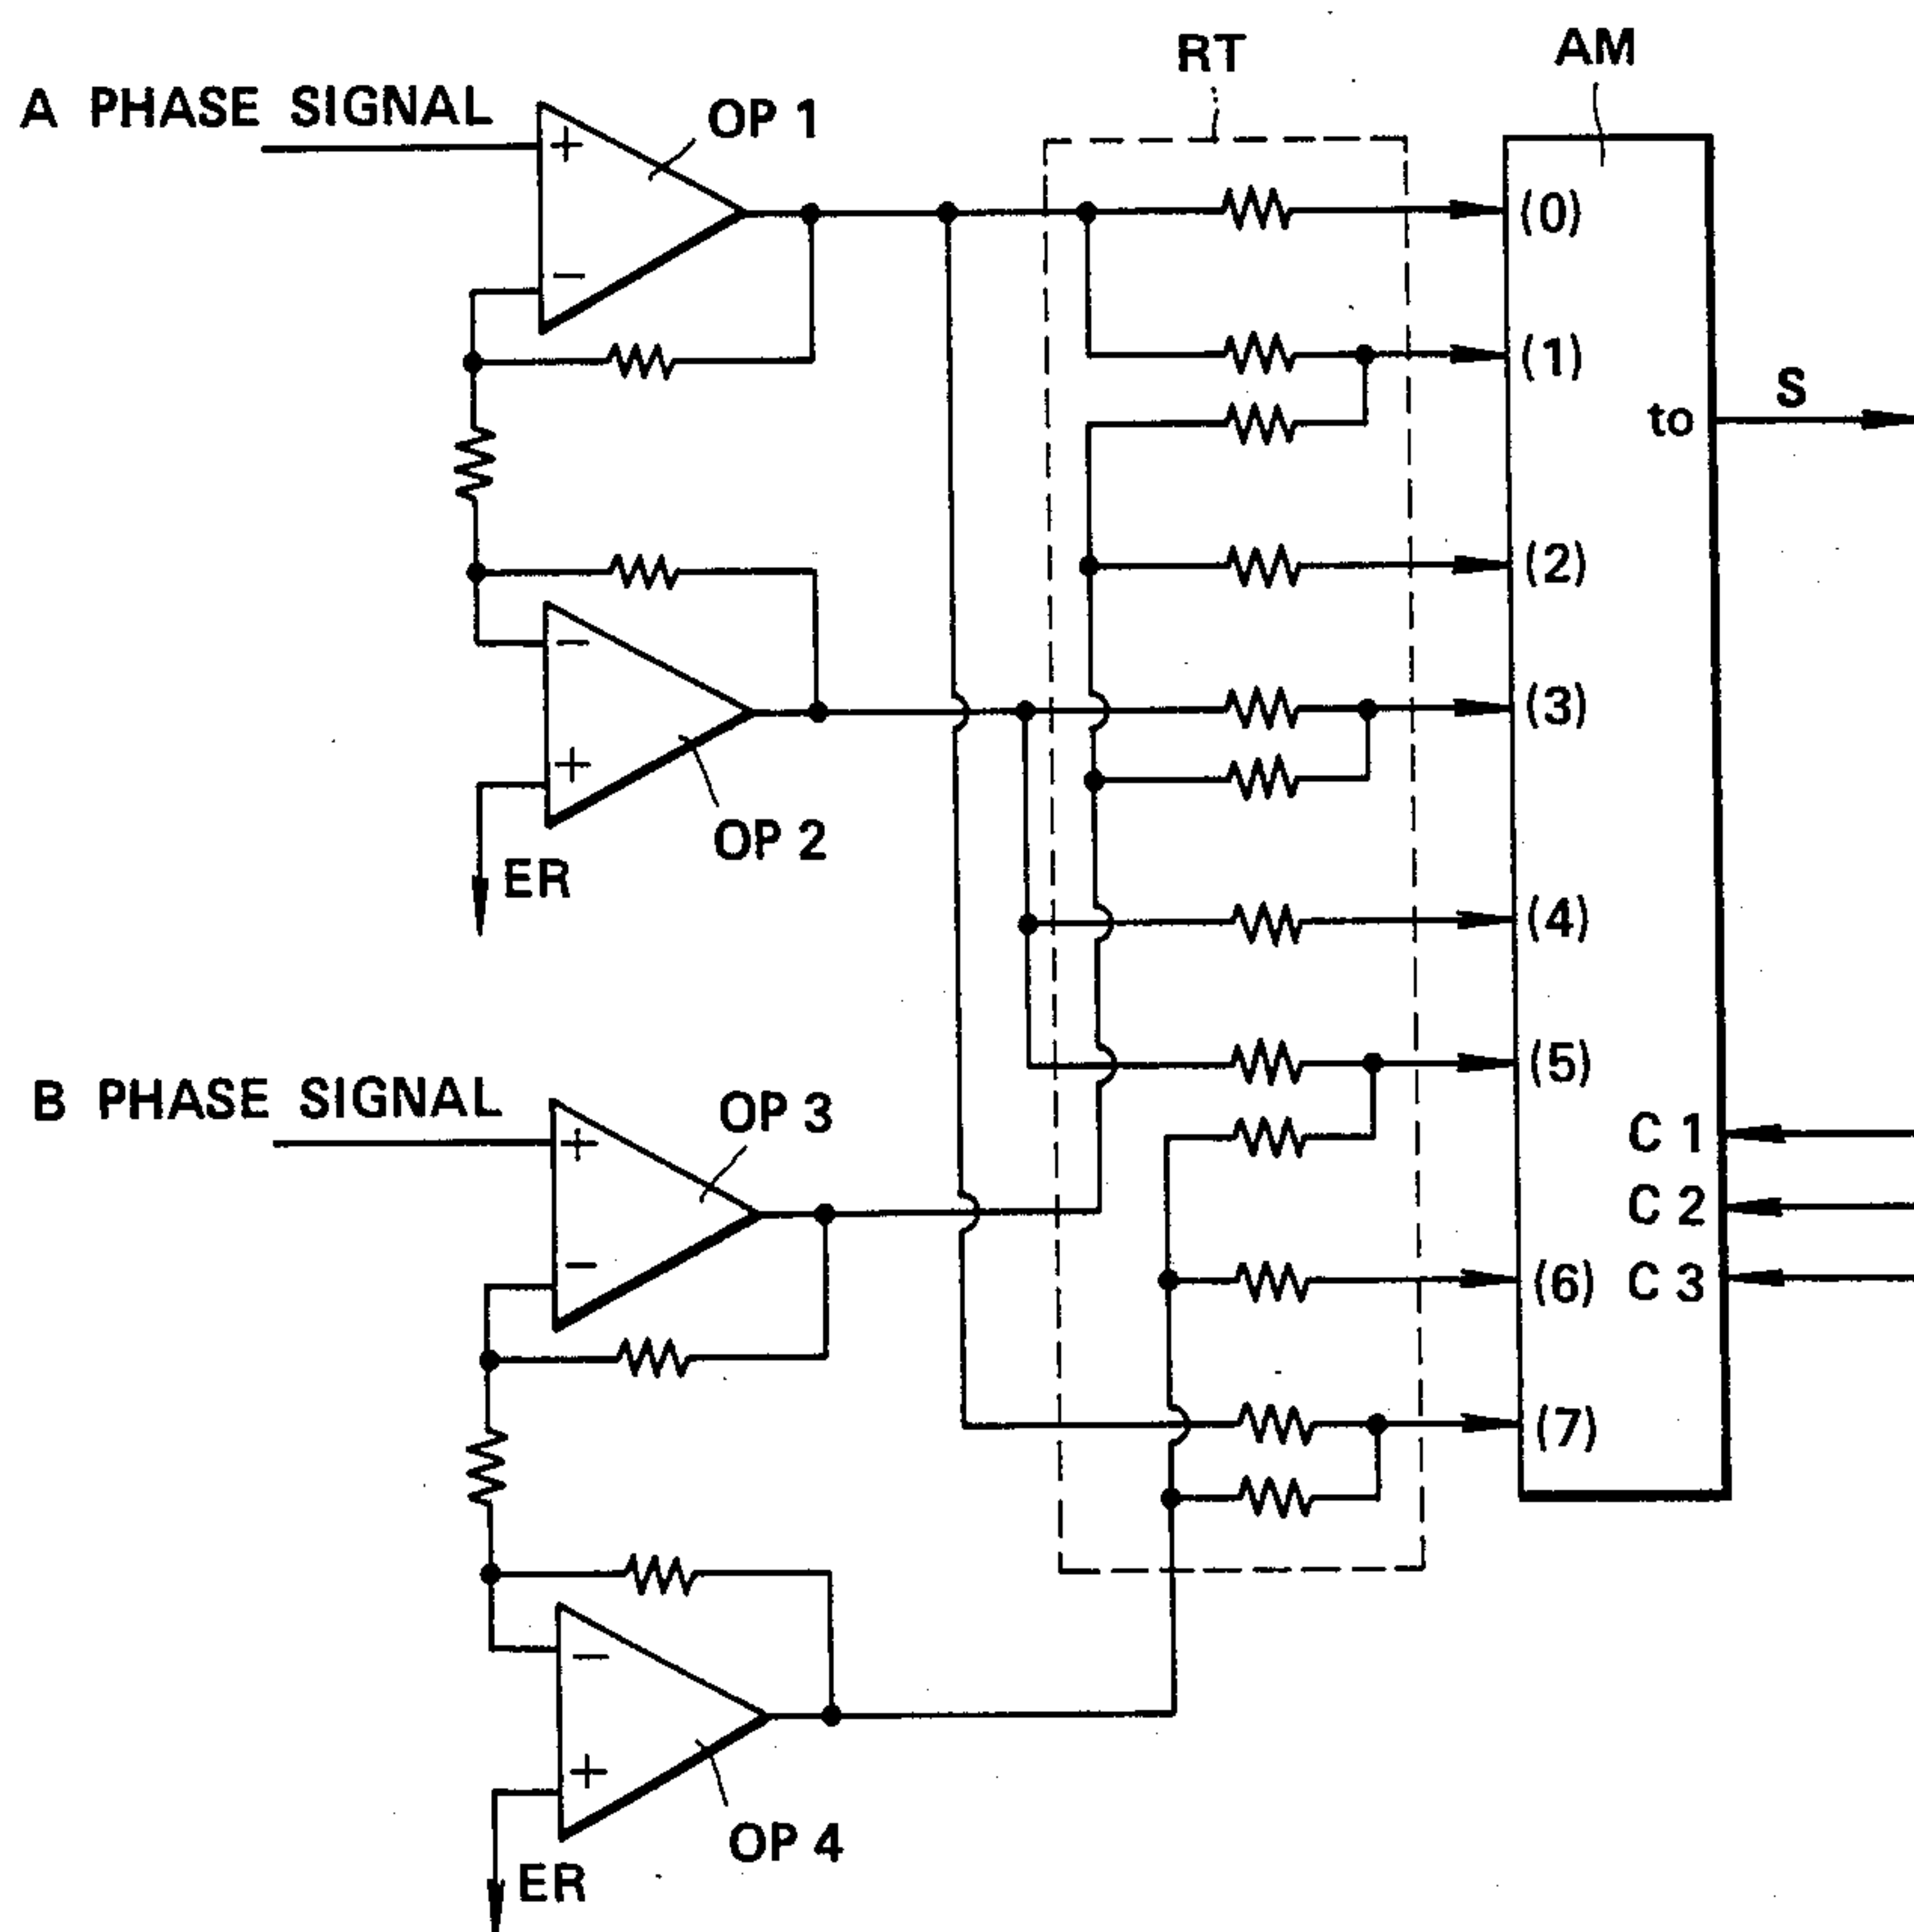 RT
AM
A PHASE SIGNAL
OP 1
+
(0)
−
(1)
to
S
(2)
−
(3)
+
OP 2
ER
(4)
(5)
B PHASE SIGNAL
OP 3
+
C 1
C 2
−
(6)
C 3
(7)
−
+
OP 4
ER